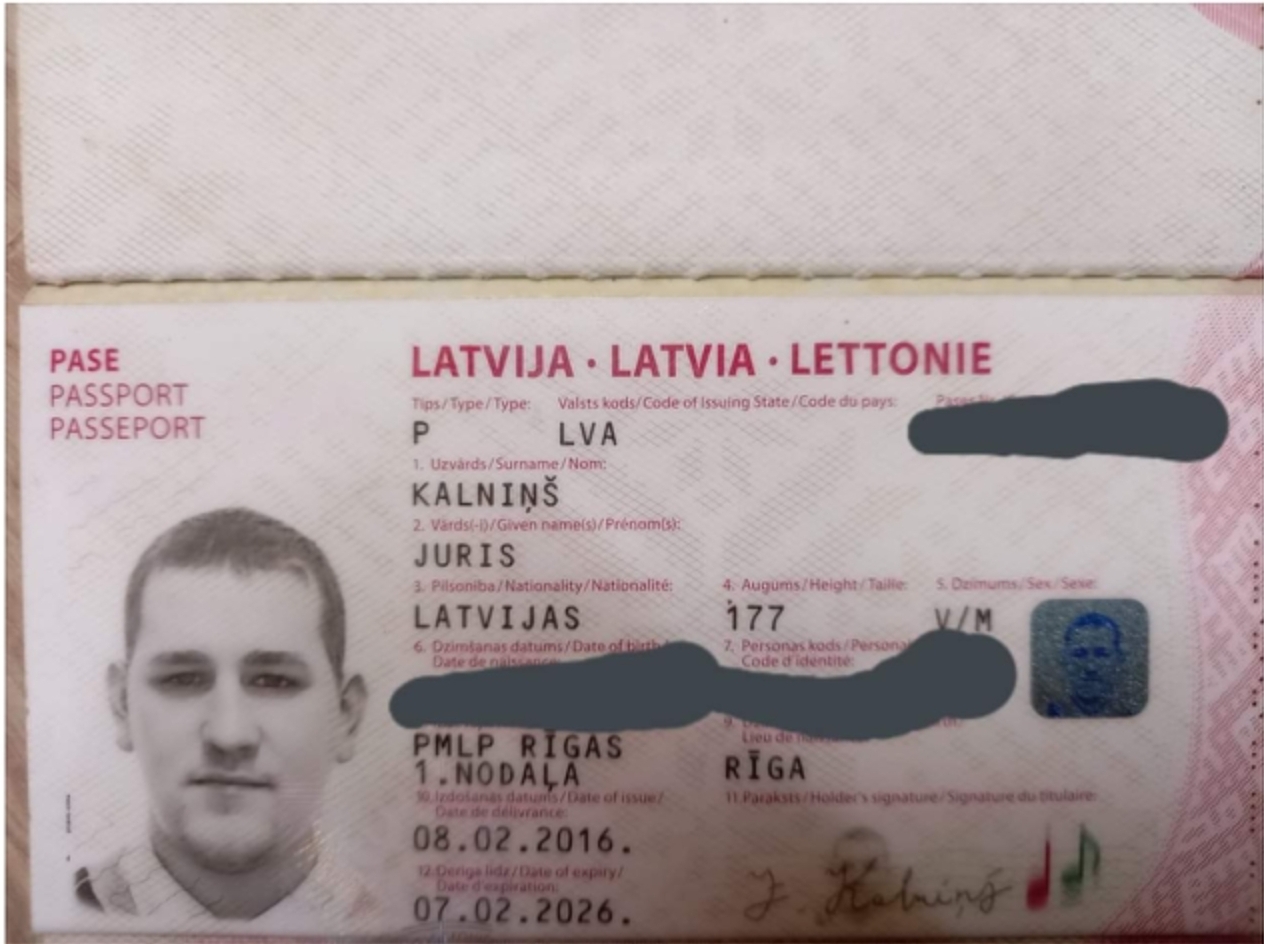 PASE
PASSPORT
PASSEPORT
LATVIJA · LATVIA · LETTONIE
Tips/Type/Type: Valsts kods/Code of Issuing State/Code du pays:
P LVA
1. Uzvārds/Surname/Nom:
KALNIŅŠ
2. Vārds(-i)/Given name(s)/Prénom(s):
JURIS
3. Pilsonība/Nationality/Nationalité: 4. Augums/Height/Taille: 5. Dzimums/Sex/Sexe:
LATVIJAS 177 V/M
6. Dzimšanas datums/Date of birth 7. Personas kods/Personal
Date de naissance: Code d'identité:
9.
Lieu de
PMLP RĪGAS
1.NODAĻA RĪGA
10. Izdošanas datums/Date of issue/ 11. Paraksts/Holder's signature/Signature du titulaire:
Date de délivrance:
08.02.2016.
12. Derīga līdz/Date of expiry/
Date d'expiration:
J. Kalniņš
07.02.2026.